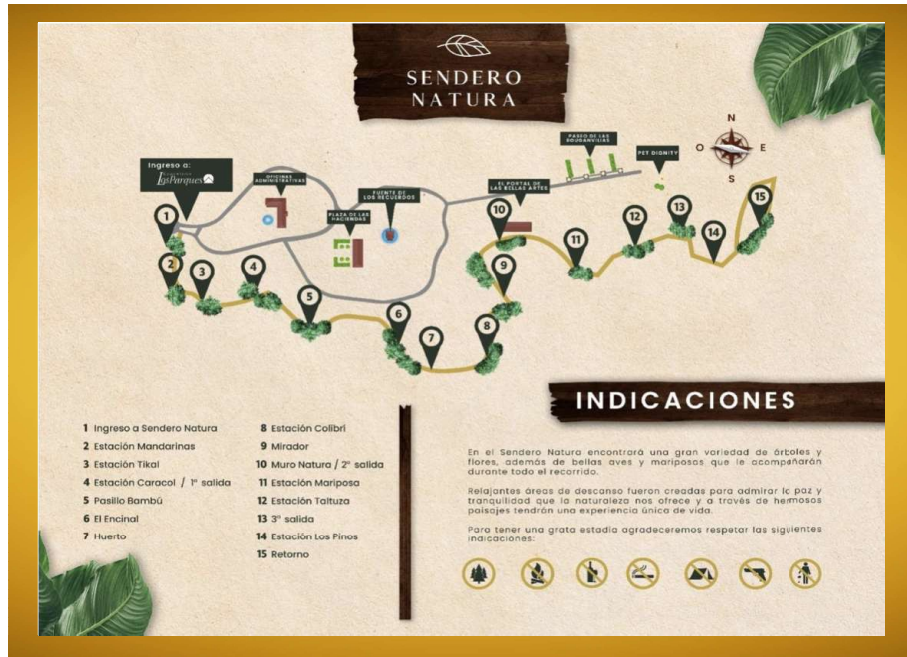 SENDERO
NATURA
N
O
E
S
Ingreso a:
Los Parques
OFICINAS
ADMINISTRATIVAS
PLAZA DE LAS
HACIENDAS
FUENTE DE
LOS RECUERDOS
EL PORTAL DE
LAS BELLAS ARTES
PASEO DE LAS
BOUGANVILIAS
PET DIGNITY
1
2
3
4
5
6
7
8
9
10
11
12
13
14
15
1 Ingreso a Sendero Natura
2 Estación Mandarinas
3 Estación Tikal
4 Estación Caracol / 1ª salida
5 Pasillo Bambú
6 El Encinal
7 Huerto
8 Estación Colibrí
9 Mirador
10 Muro Natura / 2ª salida
11 Estación Mariposa
12 Estación Taltuza
13 3ª salida
14 Estación Los Pinos
15 Retorno
INDICACIONES
En el Sendero Natura encontrará una gran variedad de árboles y
flores, además de bellas aves y mariposas que le acompañarán
durante todo el recorrido.
Relajantes áreas de descanso fueron creadas para admirar la paz y
tranquilidad que la naturaleza nos ofrece y a través de hermosos
paisajes tendrán una experiencia única de vida.
Para tener una grata estadía agradeceremos respetar las siguientes
indicaciones: